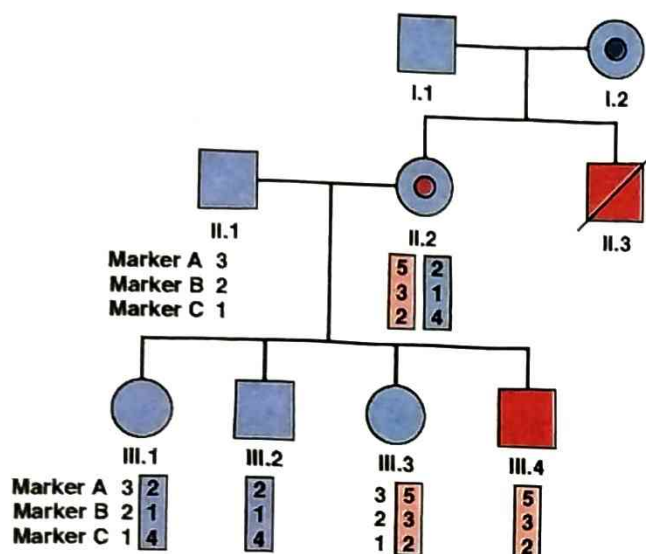 I.1 I.2
II.1 II.2 II.3
Marker A 3 5 2
Marker B 2 3 1
Marker C 1 2 4
III.1 III.2 III.3 III.4
Marker A 3 2 2 3 5 5
Marker B 2 1 1 2 3 3
Marker C 1 4 4 1 2 2